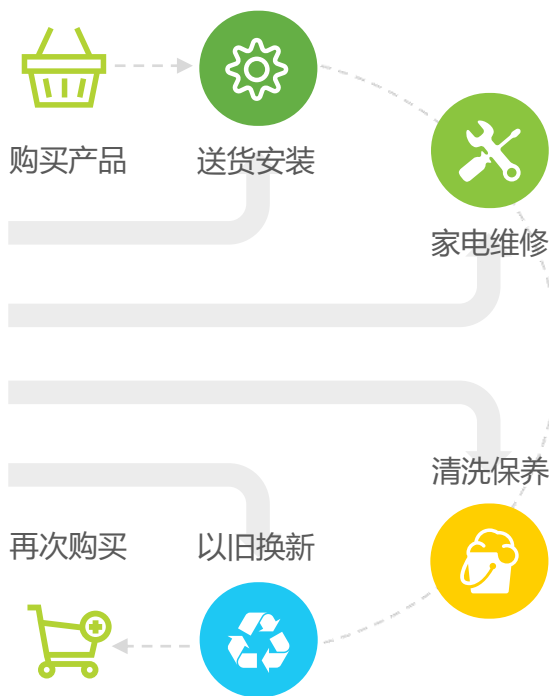 购买产品
送货安装
家电维修
清洗保养
再次购买
以旧换新